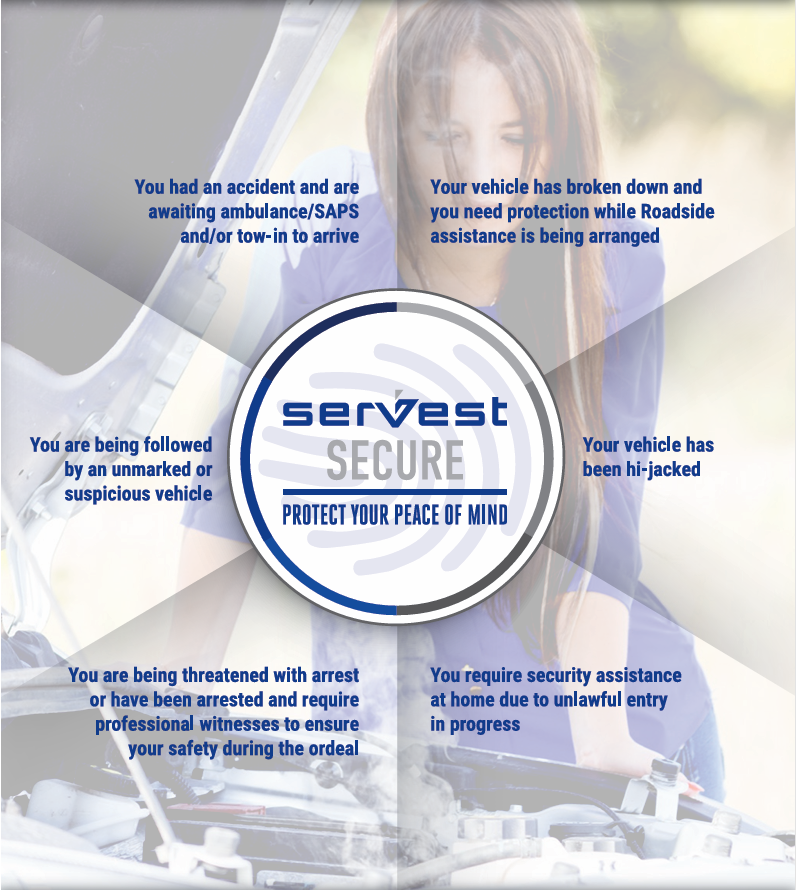 You had an accident and are
awaiting ambulance/SAPS
and/or tow-in to arrive
Your vehicle has broken down and
you need protection while Roadside
assistance is being arranged
You are being followed
by an unmarked or
suspicious vehicle
servest
SECURE
PROTECT YOUR PEACE OF MIND
Your vehicle has
been hi-jacked
You are being threatened with arrest
or have been arrested and require
professional witnesses to ensure
your safety during the ordeal
You require security assistance
at home due to unlawful entry
in progress